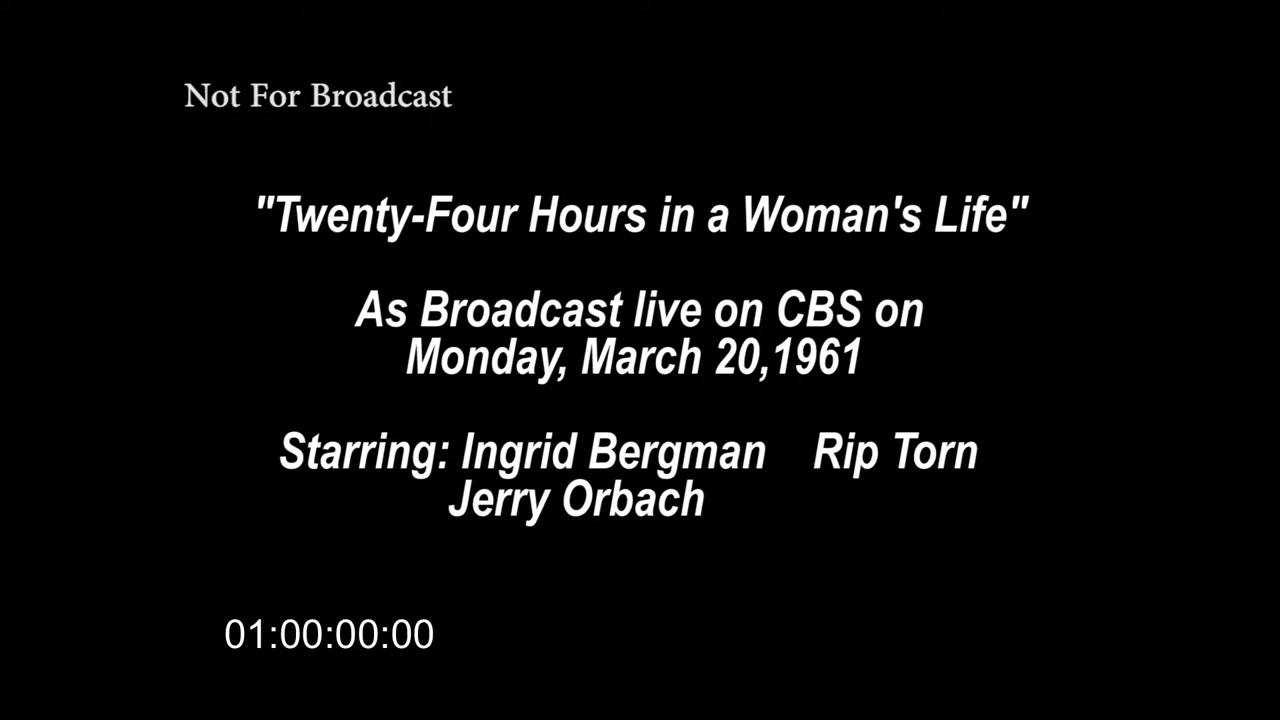 Not For Broadcast
"Twenty-Four Hours in a Woman's Life"
As Broadcast live on CBS on
Monday, March 20,1961
Starring: Ingrid Bergman    Rip Torn
Jerry Orbach
01:00:00:00